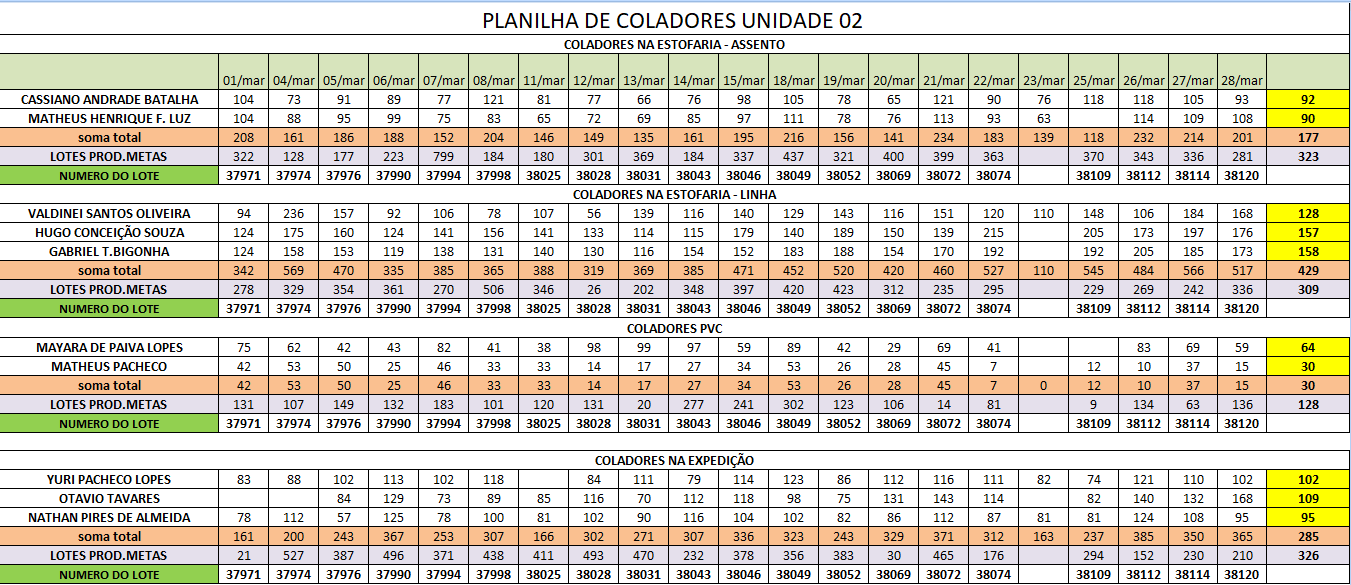 PLANILHA DE COLADORES UNIDADE 02
COLADORES NA ESTOFARIA - ASSENTO
01/mar 04/mar 05/mar 06/mar 07/mar 08/mar 11/mar 12/mar 13/mar 14/mar 15/mar 18/mar 19/mar 20/mar 21/mar 22/mar 23/mar 25/mar 26/mar 27/mar 28/mar
CASSIANO ANDRADE BATALHA 104 73 91 89 77 121 81 77 66 76 98 105 78 65 121 90 76 118 118 105 93 92
MATHEUS HENRIQUE F. LUZ 104 88 95 99 75 83 65 72 69 85 97 111 78 76 113 93 63 114 109 108 90
soma total 208 161 186 188 152 204 146 149 135 161 195 216 156 141 234 183 139 118 232 214 201 177
LOTES PROD.METAS 322 128 177 223 799 184 180 301 369 184 337 437 321 400 399 363 370 343 336 281 323
NUMERO DO LOTE 37971 37974 37976 37990 37994 37998 38025 38028 38031 38043 38046 38049 38052 38069 38072 38074 38109 38112 38114 38120
COLADORES NA ESTOFARIA - LINHA
VALDINEI SANTOS OLIVEIRA 94 236 157 92 106 78 107 56 139 116 140 129 143 116 151 120 110 148 106 184 168 128
HUGO CONCEIÇÃO SOUZA 124 175 160 124 141 156 141 133 114 115 179 140 189 150 139 215 205 173 197 176 157
GABRIEL T.BIGONHA 124 158 153 119 138 131 140 130 116 154 152 183 188 154 170 192 192 205 185 173 158
soma total 342 569 470 335 385 365 388 319 369 385 471 452 520 420 460 527 110 545 484 566 517 429
LOTES PROD.METAS 278 329 354 361 270 506 346 26 202 348 397 420 423 312 235 295 229 269 242 336 309
NUMERO DO LOTE 37971 37974 37976 37990 37994 37998 38025 38028 38031 38043 38046 38049 38052 38069 38072 38074 38109 38112 38114 38120
COLADORES PVC
MAYARA DE PAIVA LOPES 75 62 42 43 82 41 38 98 99 97 59 89 42 29 69 41 83 69 59 64
MATHEUS PACHECO 42 53 50 25 46 33 33 14 17 27 34 53 26 28 45 7 12 10 37 15 30
soma total 42 53 50 25 46 33 33 14 17 27 34 53 26 28 45 7 0 12 10 37 15 30
LOTES PROD.METAS 131 107 149 132 183 101 120 131 20 277 241 302 123 106 14 81 9 134 63 136 128
NUMERO DO LOTE 37971 37974 37976 37990 37994 37998 38025 38028 38031 38043 38046 38049 38052 38069 38072 38074 38109 38112 38114 38120
COLADORES NA EXPEDIÇÃO
YURI PACHECO LOPES 83 88 102 113 102 118 84 111 79 114 123 86 112 116 111 82 74 121 110 102 102
OTAVIO TAVARES 84 129 73 89 85 116 70 112 118 98 75 131 143 114 82 140 132 168 109
NATHAN PIRES DE ALMEIDA 78 112 57 125 78 100 81 102 90 116 104 102 82 86 112 87 81 81 124 108 95 95
soma total 161 200 243 367 253 307 166 302 271 307 336 323 243 329 371 312 163 237 385 350 365 285
LOTES PROD.METAS 21 527 387 496 371 438 411 493 470 232 378 356 383 30 465 176 294 152 230 210 326
NUMERO DO LOTE 37971 37974 37976 37990 37994 37998 38025 38028 38031 38043 38046 38049 38052 38069 38072 38074 38109 38112 38114 38120